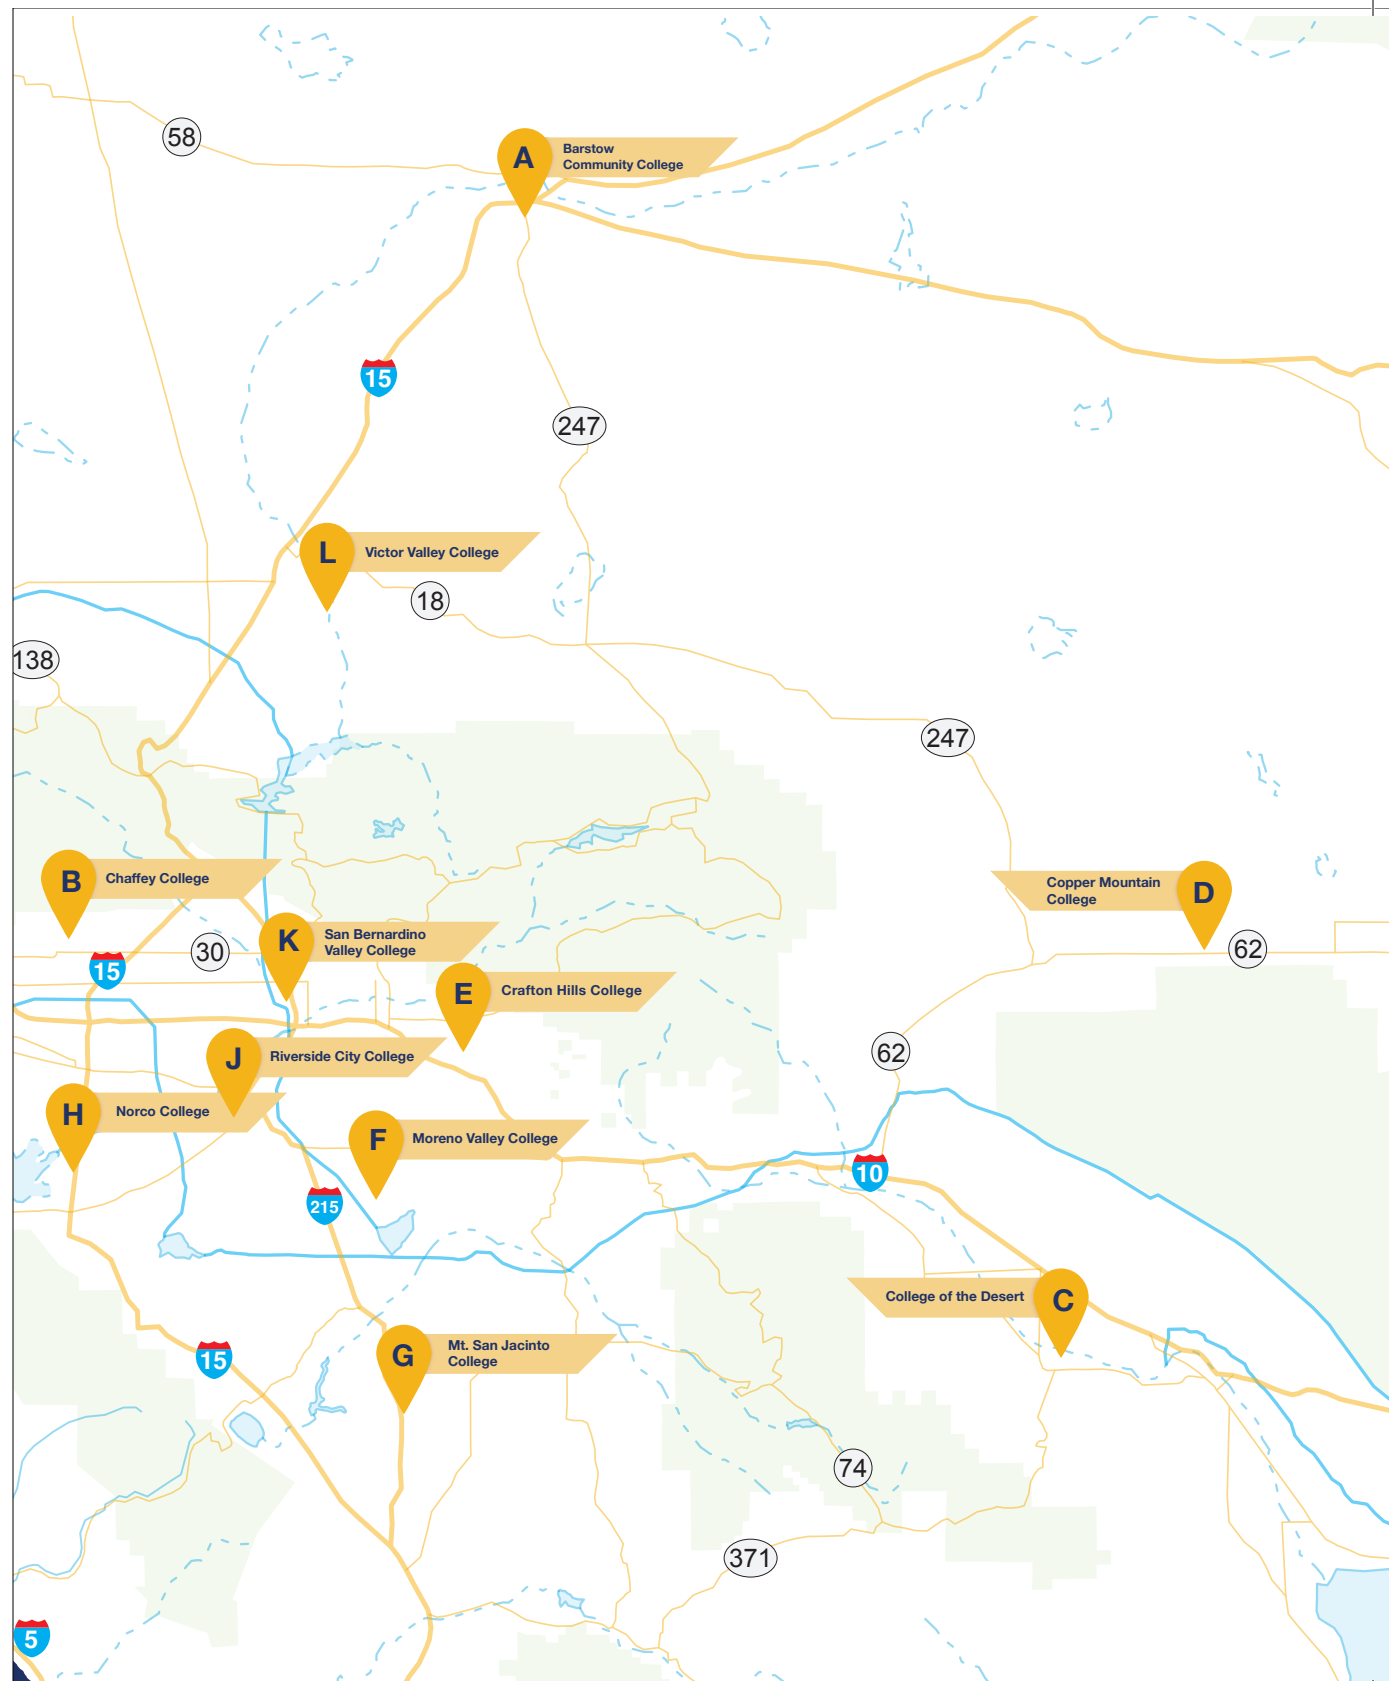 58
A
Barstow
Community College
15
247
L
Victor Valley College
18
138
247
B
Chaffey College
Copper Mountain
College
D
K
San Bernardino
Valley College
30
15
62
E
Crafton Hills College
J
Riverside City College
62
H
Norco College
F
Moreno Valley College
10
215
College of the Desert
C
15
G
Mt. San Jacinto
College
74
371
5